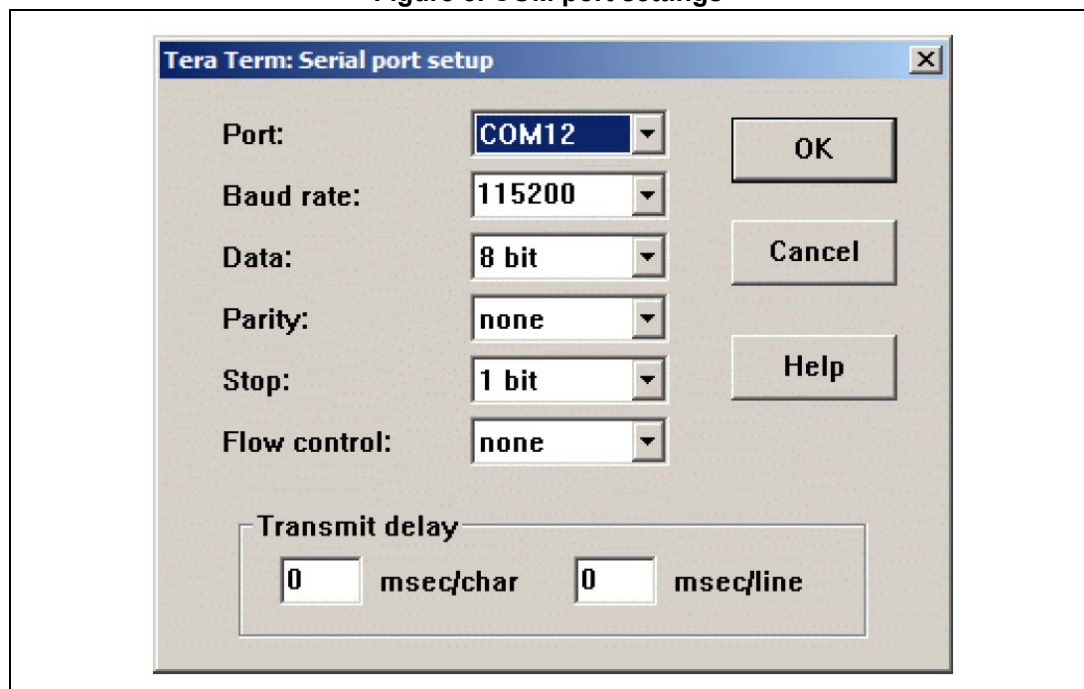 Tera Term: Serial port setup
Port: COM12
OK
Baud rate: 115200
Data: 8 bit
Cancel
Parity: none
Stop: 1 bit
Help
Flow control: none
Transmit delay
0 msec/char 0 msec/line